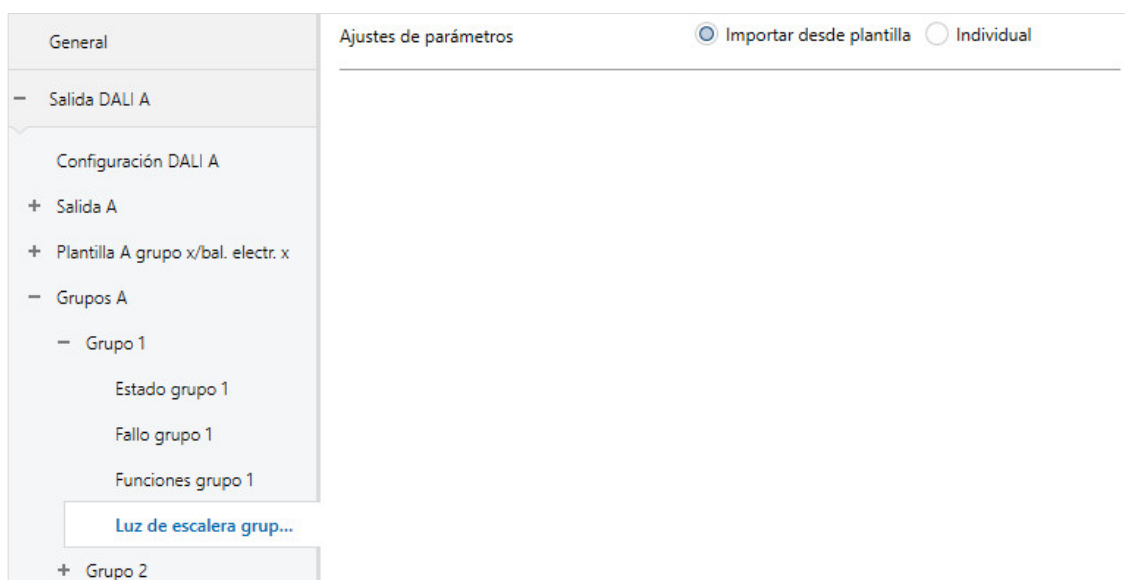 General
Ajustes de parámetros
Importar desde plantilla
Individual
Salida DALI A
Configuración DALI A
Salida A
Plantilla A grupo x/bal. electr. x
Grupos A
Grupo 1
Estado grupo 1
Fallo grupo 1
Funciones grupo 1
Luz de escalera grup...
Grupo 2